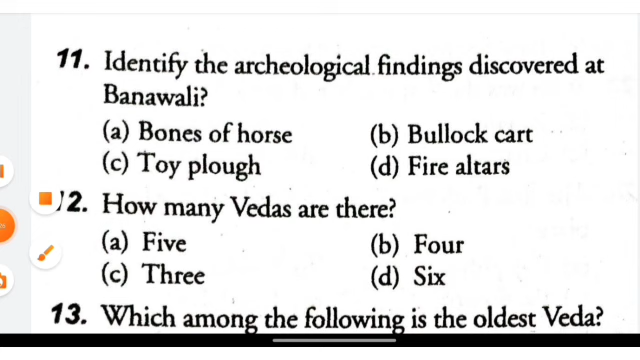 11. Identify the archeological findings discovered at
Banawali?
(a) Bones of horse (b) Bullock cart
(c) Toy plough (d) Fire altars
12. How many Vedas are there?
(a) Five (b) Four
(c) Three (d) Six
13. Which among the following is the oldest Veda?